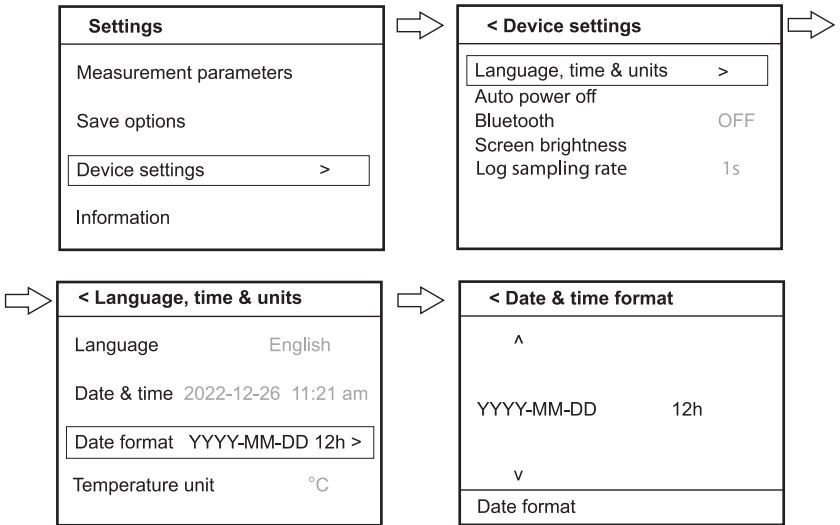 Settings
Measurement parameters
Save options
Device settings >
Information
< Device settings
Language, time & units >
Auto power off
Bluetooth OFF
Screen brightness
Log sampling rate 1s
< Language, time & units
Language English
Date & time 2022-12-26 11:21 am
Date format YYYY-MM-DD 12h >
Temperature unit °C
< Date & time format
^
YYYY-MM-DD 12h
v
Date format